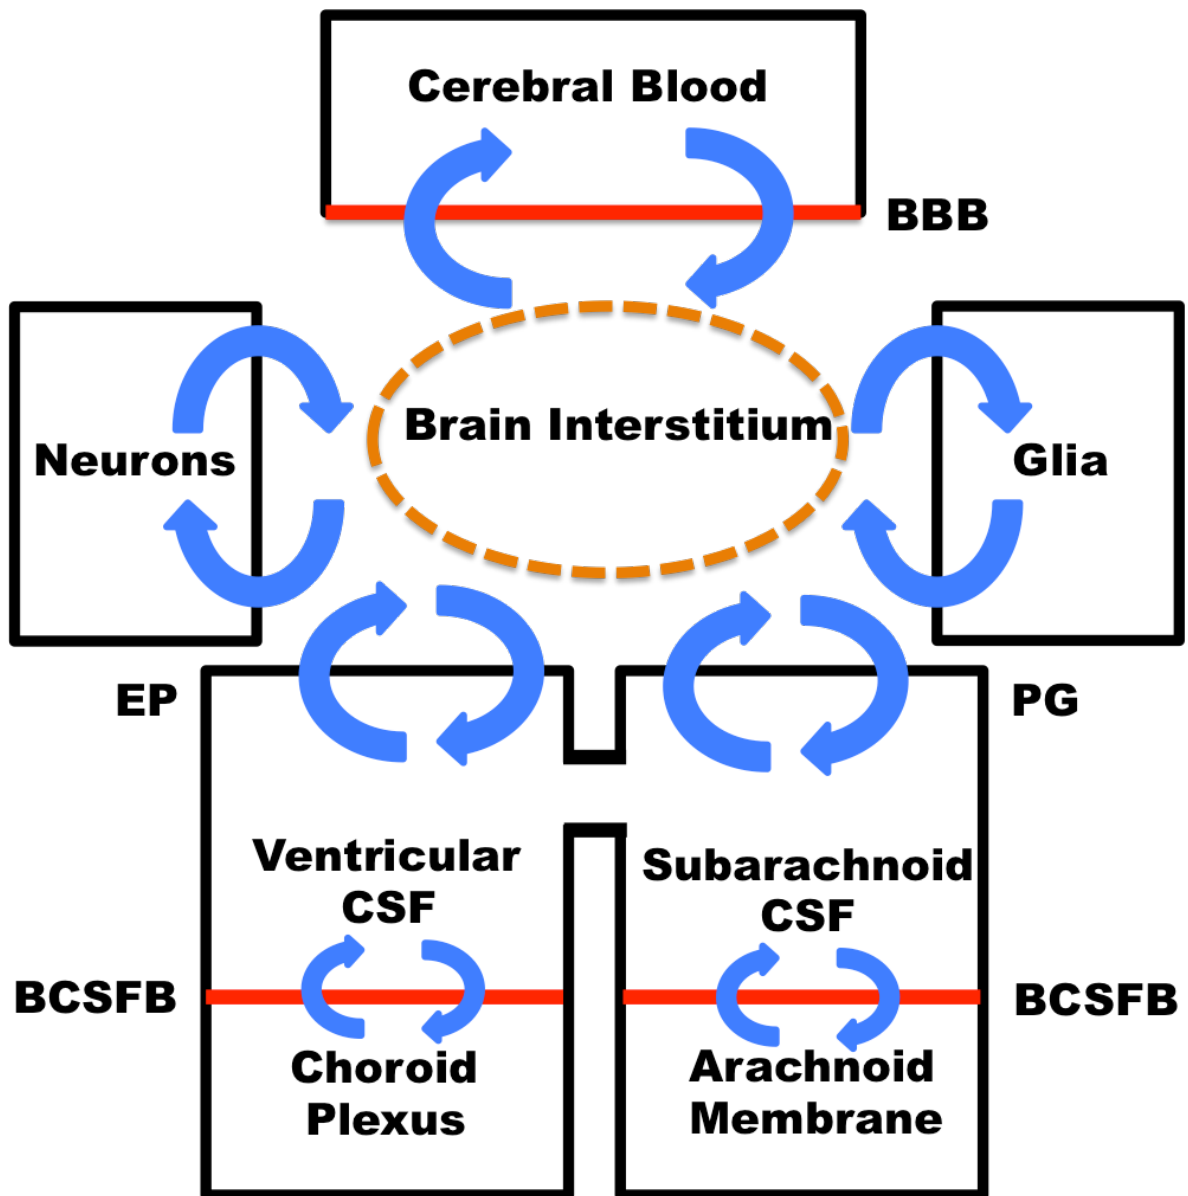 Cerebral Blood
BBB
Brain Interstitium
Neurons
Glia
EP
PG
Ventricular
CSF
Subarachnoid
CSF
BCSFB
BCSFB
Choroid
Plexus
Arachnoid
Membrane